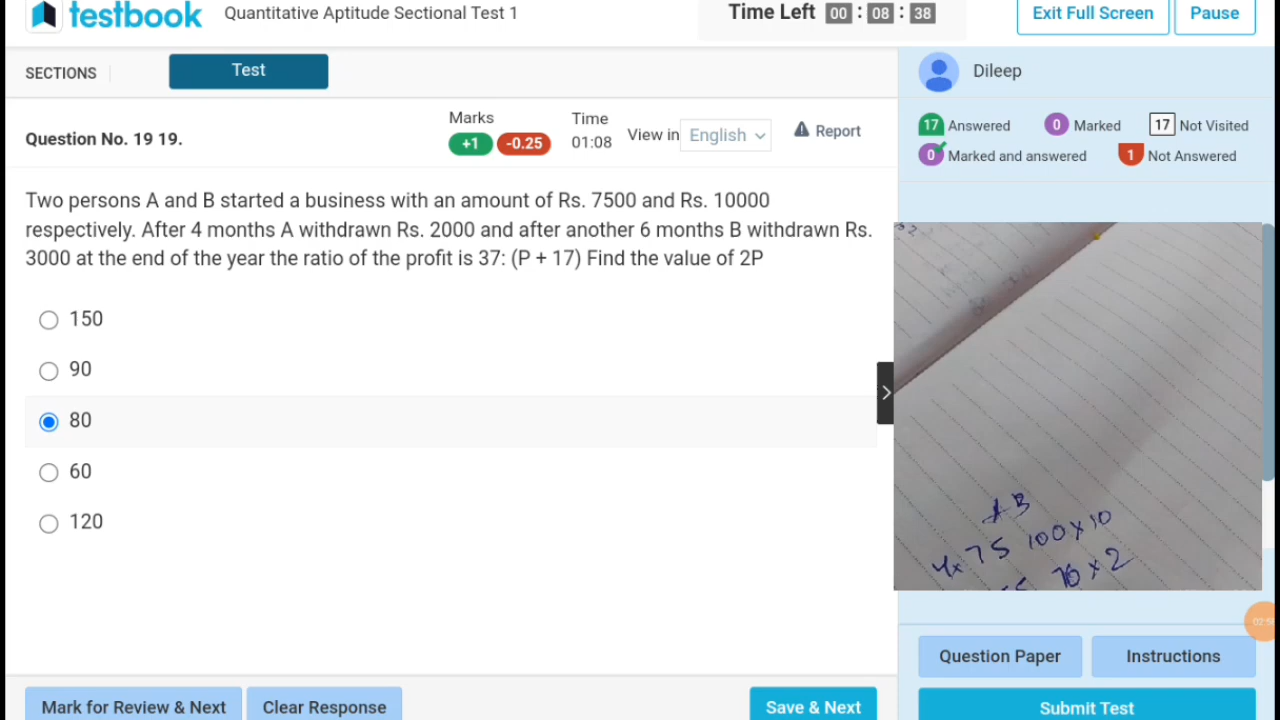 testbook
Quantitative Aptitude Sectional Test 1
Time Left 00 : 08 : 38
Exit Full Screen
Pause
SECTIONS
Test
Dileep
Question No. 19 19.
Marks
+1 -0.25
Time
01:08
View in English
Report
17 Answered
0 Marked
17 Not Visited
0 Marked and answered
1 Not Answered
Two persons A and B started a business with an amount of Rs. 7500 and Rs. 10000
respectively. After 4 months A withdrawn Rs. 2000 and after another 6 months B withdrawn Rs.
3000 at the end of the year the ratio of the profit is 37: (P + 17) Find the value of 2P
150
90
80
60
120
A B
4x75 100x10
70x2
Question Paper
Instructions
Mark for Review & Next
Clear Response
Save & Next
Submit Test